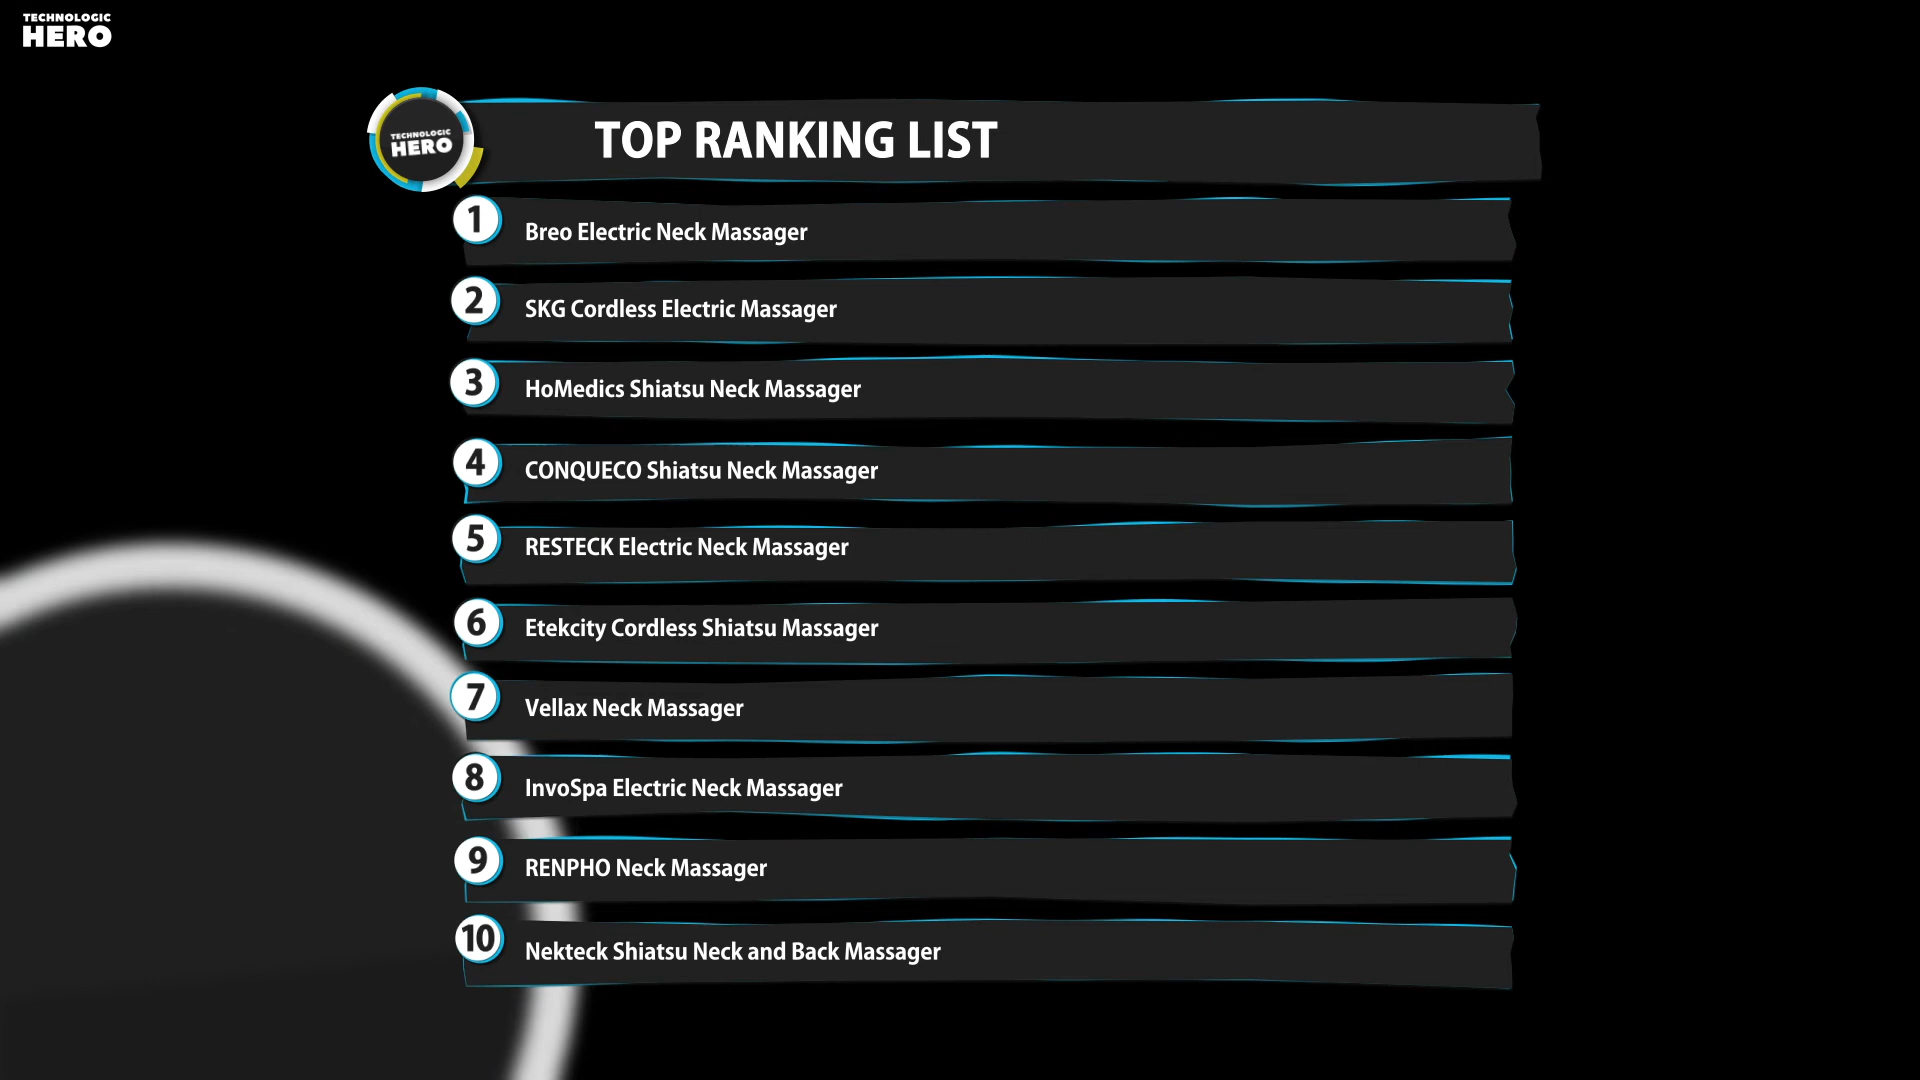 TECHNOLOGIC
HERO
TECHNOLOGIC
HERO
TOP RANKING LIST
1 Breo Electric Neck Massager
2 SKG Cordless Electric Massager
3 HoMedics Shiatsu Neck Massager
4 CONQUECO Shiatsu Neck Massager
5 RESTECK Electric Neck Massager
6 Etekcity Cordless Shiatsu Massager
7 Vellax Neck Massager
8 InvoSpa Electric Neck Massager
9 RENPHO Neck Massager
10 Nekteck Shiatsu Neck and Back Massager